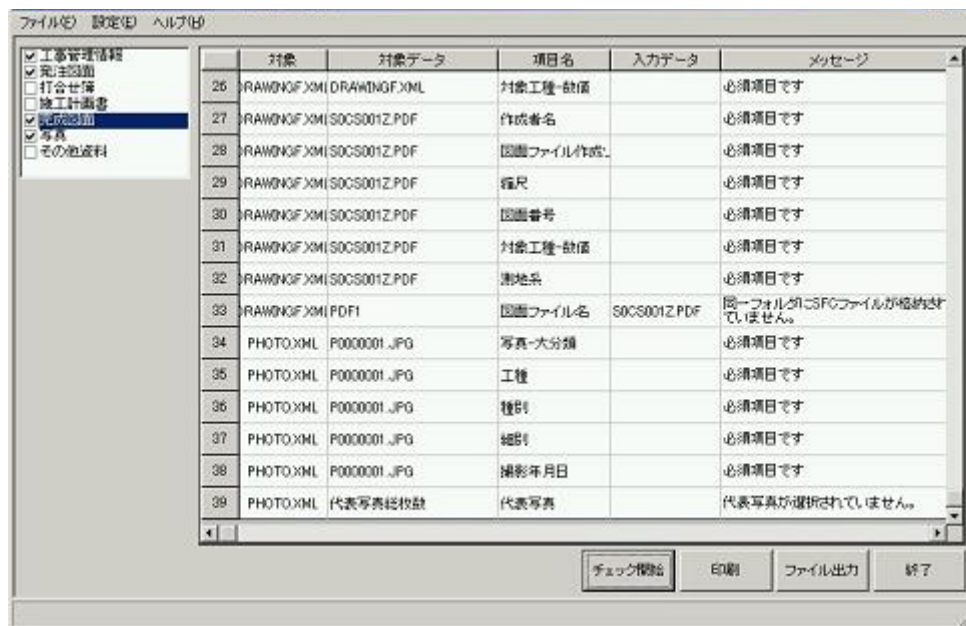 ファイル(F) 設定(E) ヘルプ(H)
工事管理情報
発注図面
打合せ簿
施工計画書
完成図面
写真
その他資料
対象 対象データ 項目名 入力データ メッセージ
26 DRAWINGF.XML DRAWINGF.XML 対象工種-数値 必須項目です
27 DRAWINGF.XML S0CS001Z.PDF 作成者名 必須項目です
28 DRAWINGF.XML S0CS001Z.PDF 図面ファイル作成 必須項目です
29 DRAWINGF.XML S0CS001Z.PDF 縮尺 必須項目です
30 DRAWINGF.XML S0CS001Z.PDF 図面番号 必須項目です
31 DRAWINGF.XML S0CS001Z.PDF 対象工種-数値 必須項目です
32 DRAWINGF.XML S0CS001Z.PDF 測地系 必須項目です
33 DRAWINGF.XML PDF1 図面ファイル名 S0CS001Z.PDF 同一フォルダにSFCファイルが格納され
ていません。
34 PHOTO.XML P0000001.JPG 写真-大分類 必須項目です
35 PHOTO.XML P0000001.JPG 工種 必須項目です
36 PHOTO.XML P0000001.JPG 種別 必須項目です
37 PHOTO.XML P0000001.JPG 細別 必須項目です
38 PHOTO.XML P0000001.JPG 撮影年月日 必須項目です
39 PHOTO.XML 代表写真総枚数 代表写真 代表写真が選択されていません。
チェック開始 印刷 ファイル出力 終了